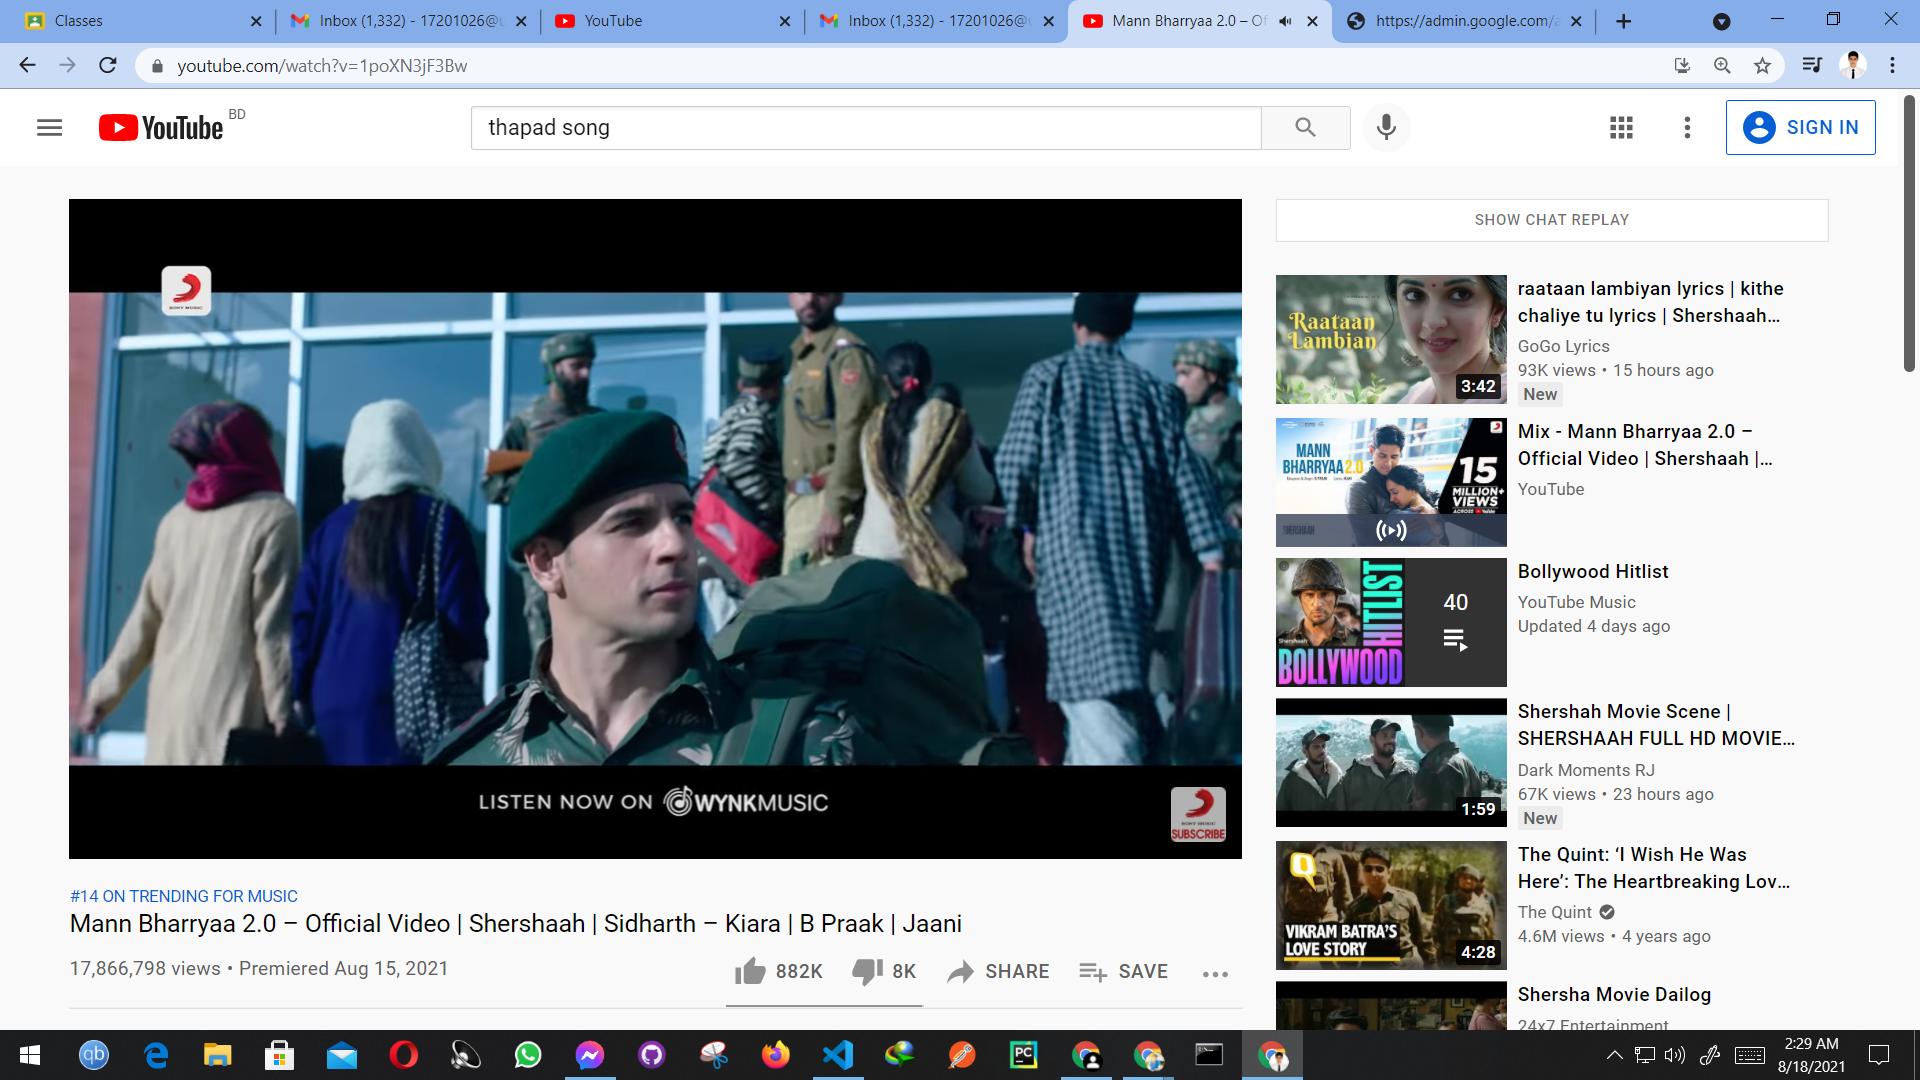 Classes
Inbox (1,332) - 17201026@
YouTube
Inbox (1,332) - 17201026@
Mann Bharryaa 2.0 – Of
https://admin.google.com/a
youtube.com/watch?v=1poXN3jF3Bw
YouTube BD
thapad song
SIGN IN
SONY MUSIC
LISTEN NOW ON WYNKMUSIC
SONY MUSIC
SUBSCRIBE
#14 ON TRENDING FOR MUSIC
Mann Bharryaa 2.0 – Official Video | Shershaah | Sidharth – Kiara | B Praak | Jaani
17,866,798 views • Premiered Aug 15, 2021
882K
8K
SHARE
SAVE
SHOW CHAT REPLAY
Raataan
Lambian
3:42
raataan lambiyan lyrics | kithe
chaliye tu lyrics | Shershaah...
GoGo Lyrics
93K views • 15 hours ago
New
MANN
BHARRYAA 2.0
15
MILLION+
VIEWS
ACROSS YouTube
Mix - Mann Bharryaa 2.0 –
Official Video | Shershaah |...
YouTube
Shershaah
BOLLYWOOD
HITLIST
40
Bollywood Hitlist
YouTube Music
Updated 4 days ago
1:59
Shershah Movie Scene |
SHERSHAAH FULL HD MOVIE...
Dark Moments RJ
67K views • 23 hours ago
New
Q
VIKRAM BATRA'S
LOVE STORY
4:28
The Quint: ‘I Wish He Was
Here’: The Heartbreaking Lov...
The Quint
4.6M views • 4 years ago
Shersha Movie Dailog
24x7 Entertainment
qb
PC
2:29 AM
8/18/2021